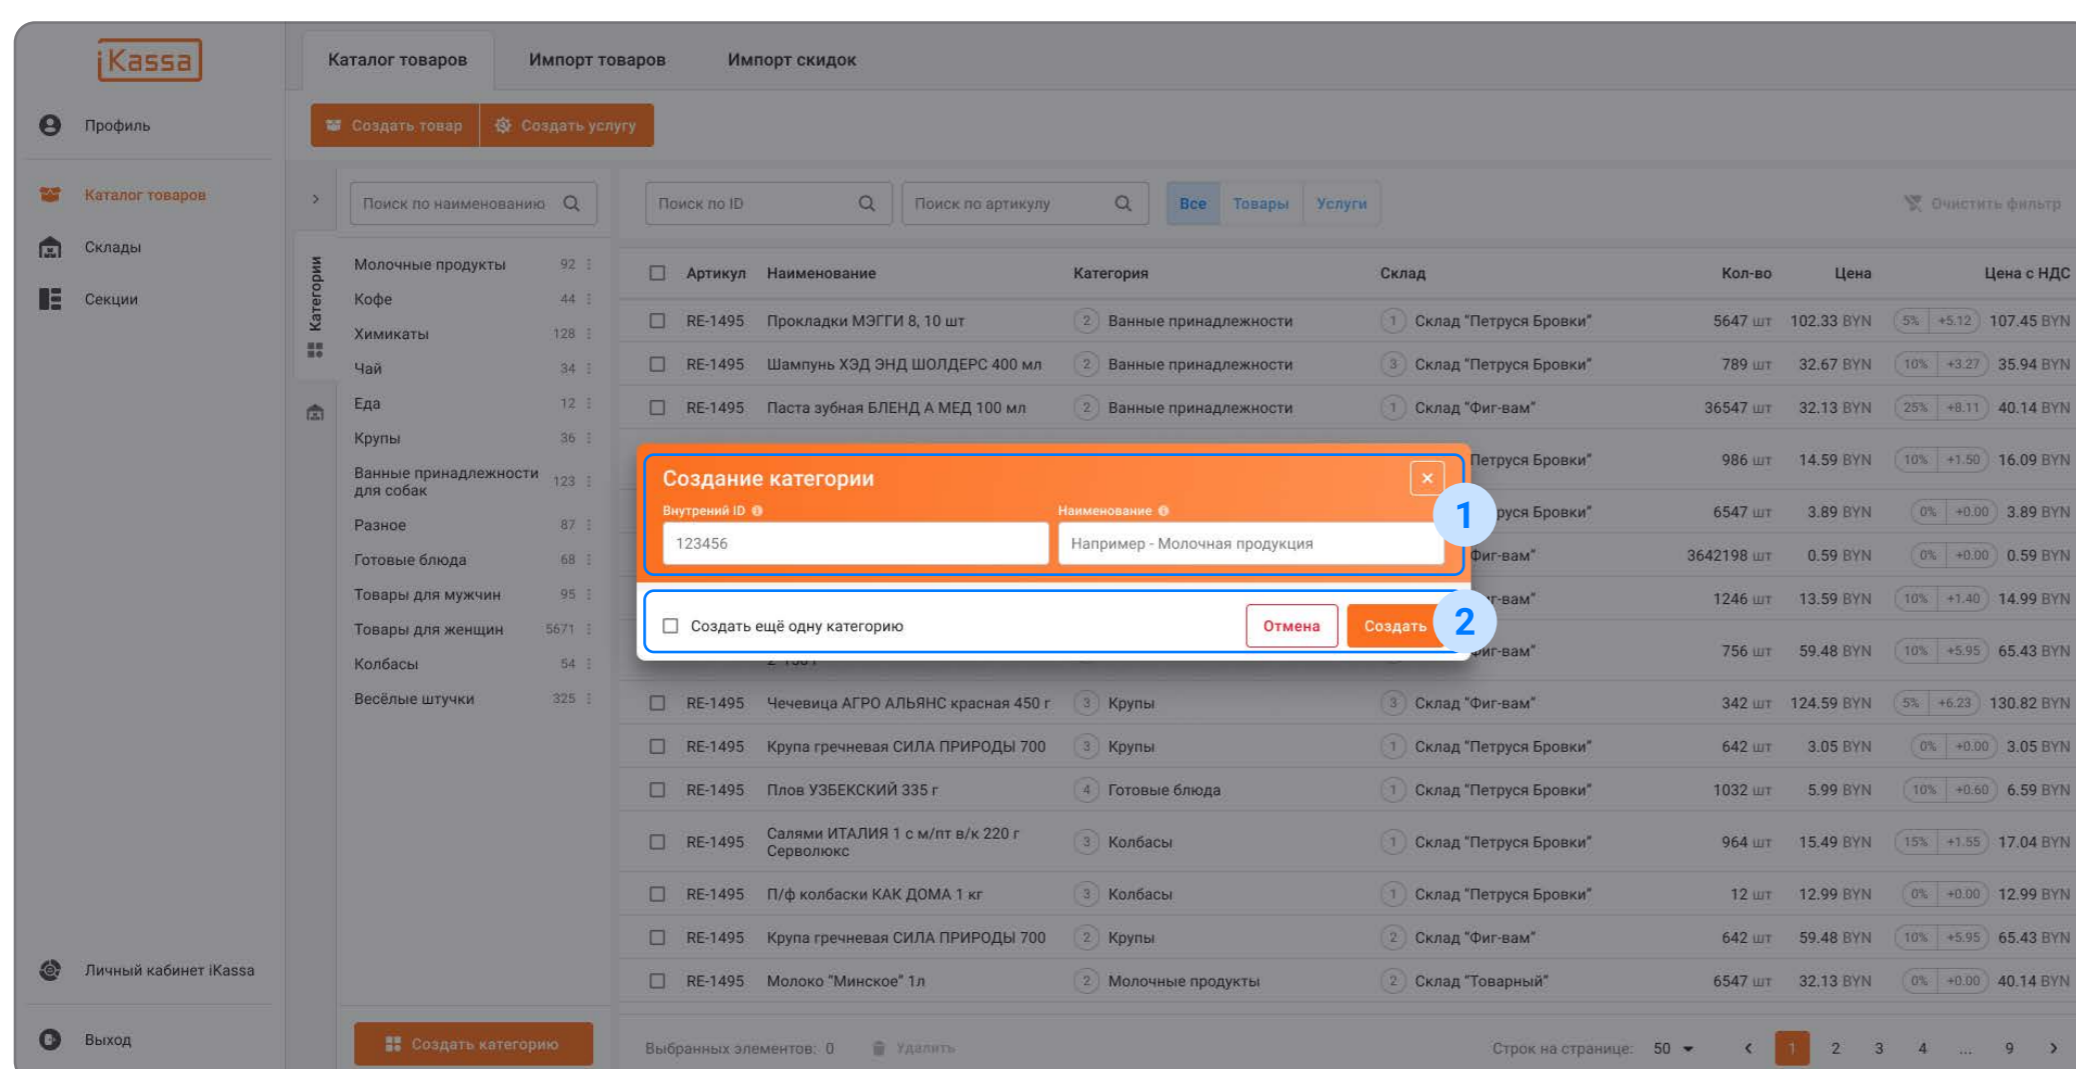 iKassa
Каталог товаров
Импорт товаров
Импорт скидок
Профиль
Создать товар
Создать услугу
Каталог товаров
Склады
Секции
Поиск по наименованию
Поиск по ID
Поиск по артикулу
Все Товары Услуги
Очистить фильтр
Категории
Молочные продукты 92
Кофе 44
Химикаты 128
Чай 34
Еда 12
Крупы 36
Ванные принадлежности
для собак 123
Разное 87
Готовые блюда 68
Товары для мужчин 95
Товары для женщин 5671
Колбасы 54
Весёлые штучки 325
Артикул Наименование Категория Склад Кол-во Цена Цена с НДС
RE-1495 Прокладки МЭГГИ 8, 10 шт 2 Ванные принадлежности 1 Склад "Петруся Бровки" 5647 шт 102.33 BYN 5% +5.12 107.45 BYN
RE-1495 Шампунь ХЭД ЭНД ШОЛДЕРС 400 мл 2 Ванные принадлежности 3 Склад "Петруся Бровки" 789 шт 32.67 BYN 10% +3.27 35.94 BYN
RE-1495 Паста зубная БЛЕНД А МЕД 100 мл 2 Ванные принадлежности 1 Склад "Фиг-вам" 36547 шт 32.13 BYN 25% +8.11 40.14 BYN
Петруся Бровки" 986 шт 14.59 BYN 10% +1.50 16.09 BYN
руся Бровки" 6547 шт 3.89 BYN 0% +0.00 3.89 BYN
Фиг-вам" 3642198 шт 0.59 BYN 0% +0.00 0.59 BYN
иг-вам" 1246 шт 13.59 BYN 10% +1.40 14.99 BYN
Фиг-вам" 756 шт 59.48 BYN 10% +5.95 65.43 BYN
Создание категории
Внутрений ID
Наименование
123456
Например - Молочная продукция
1
Создать ещё одну категорию
Отмена
Создать
2
RE-1495 Чечевица АГРО АЛЬЯНС красная 450 г 3 Крупы 3 Склад "Фиг-вам" 342 шт 124.59 BYN 5% +6.23 130.82 BYN
RE-1495 Крупа гречневая СИЛА ПРИРОДЫ 700 3 Крупы 1 Склад "Петруся Бровки" 642 шт 3.05 BYN 0% +0.00 3.05 BYN
RE-1495 Плов УЗБЕКСКИЙ 335 г 4 Готовые блюда 1 Склад "Петруся Бровки" 1032 шт 5.99 BYN 10% +0.60 6.59 BYN
RE-1495 Салями ИТАЛИЯ 1 с м/пт в/к 220 г
Серволюкс 3 Колбасы 1 Склад "Петруся Бровки" 964 шт 15.49 BYN 15% +1.55 17.04 BYN
RE-1495 П/ф колбаски КАК ДОМА 1 кг 3 Колбасы 1 Склад "Петруся Бровки" 12 шт 12.99 BYN 0% +0.00 12.99 BYN
RE-1495 Крупа гречневая СИЛА ПРИРОДЫ 700 2 Крупы 2 Склад "Фиг-вам" 642 шт 59.48 BYN 10% +5.95 65.43 BYN
RE-1495 Молоко "Минское" 1л 2 Молочные продукты 2 Склад "Товарный" 6547 шт 32.13 BYN 0% +0.00 40.14 BYN
Личный кабинет iKassa
Выход
Создать категорию
Выбранных элементов: 0
Удалить
Строк на странице: 50
1 2 3 4 ... 9